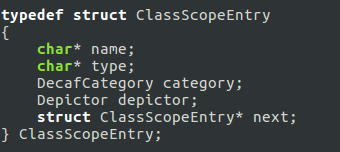 typedef struct ClassScopeEntry
{
    char* name;
    char* type;
    DecafCategory category;
    Depictor depictor;
    struct ClassScopeEntry* next;
} ClassScopeEntry;